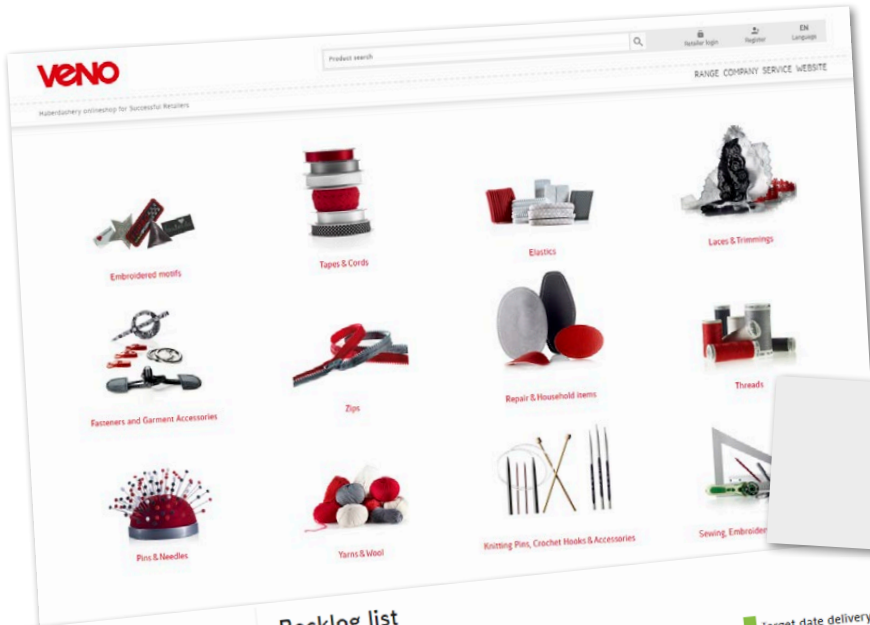 VENO
Product search
Retailer login
Register
EN
Language
RANGE COMPANY SERVICE WEBSITE
Haberdashery onlineshop for Successful Retailers
Embroidered motifs
Tapes & Cords
Elastics
Laces & Trimmings
Fasteners and Garment Accessories
Zips
Repair & Household items
Threads
Pins & Needles
Yarns & Wool
Knitting Pins, Crochet Hooks & Accessories
Sewing,
Backlog list
Target date delivery